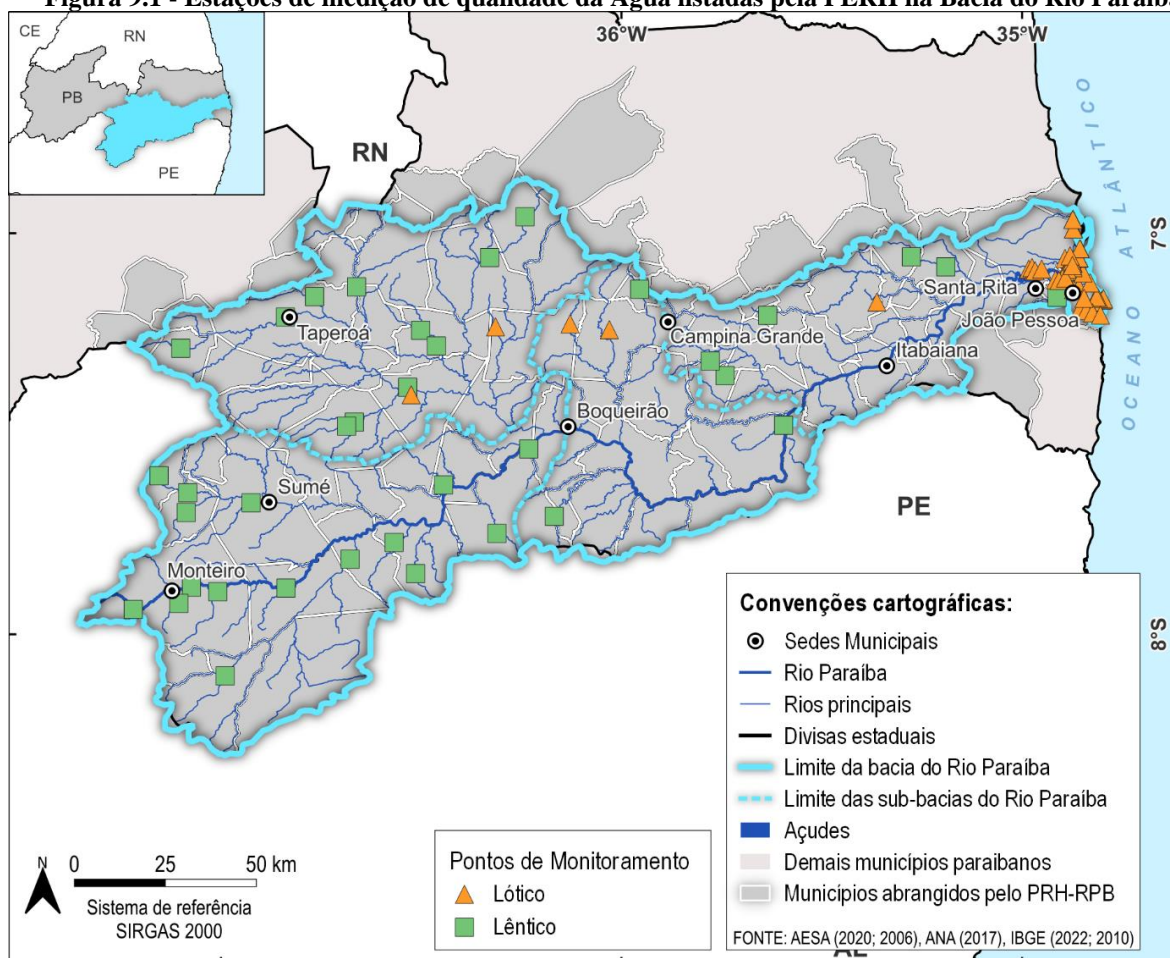 Figura 9.1 - Estações de medição de qualidade da Água listadas pela PERH na Bacia do Rio Paraíba
CE
RN
PB
PE
36°W
35°W
RN
OCEANO ATLÂNTICO
7°S
Santa Rita
João Pessoa
Taperoá
Campina Grande
Itabaiana
Boqueirão
Sumé
PE
Monteiro
8°S
Convenções cartográficas:
Sedes Municipais
Rio Paraíba
Rios principais
Divisas estaduais
Limite da bacia do Rio Paraíba
Limite das sub-bacias do Rio Paraíba
Açudes
Demais municípios paraibanos
Municípios abrangidos pelo PRH-RPB
FONTE: AESA (2020; 2006), ANA (2017), IBGE (2022; 2010)
Pontos de Monitoramento
Lótico
Lêntico
N
0 25 50 km
Sistema de referência
SIRGAS 2000